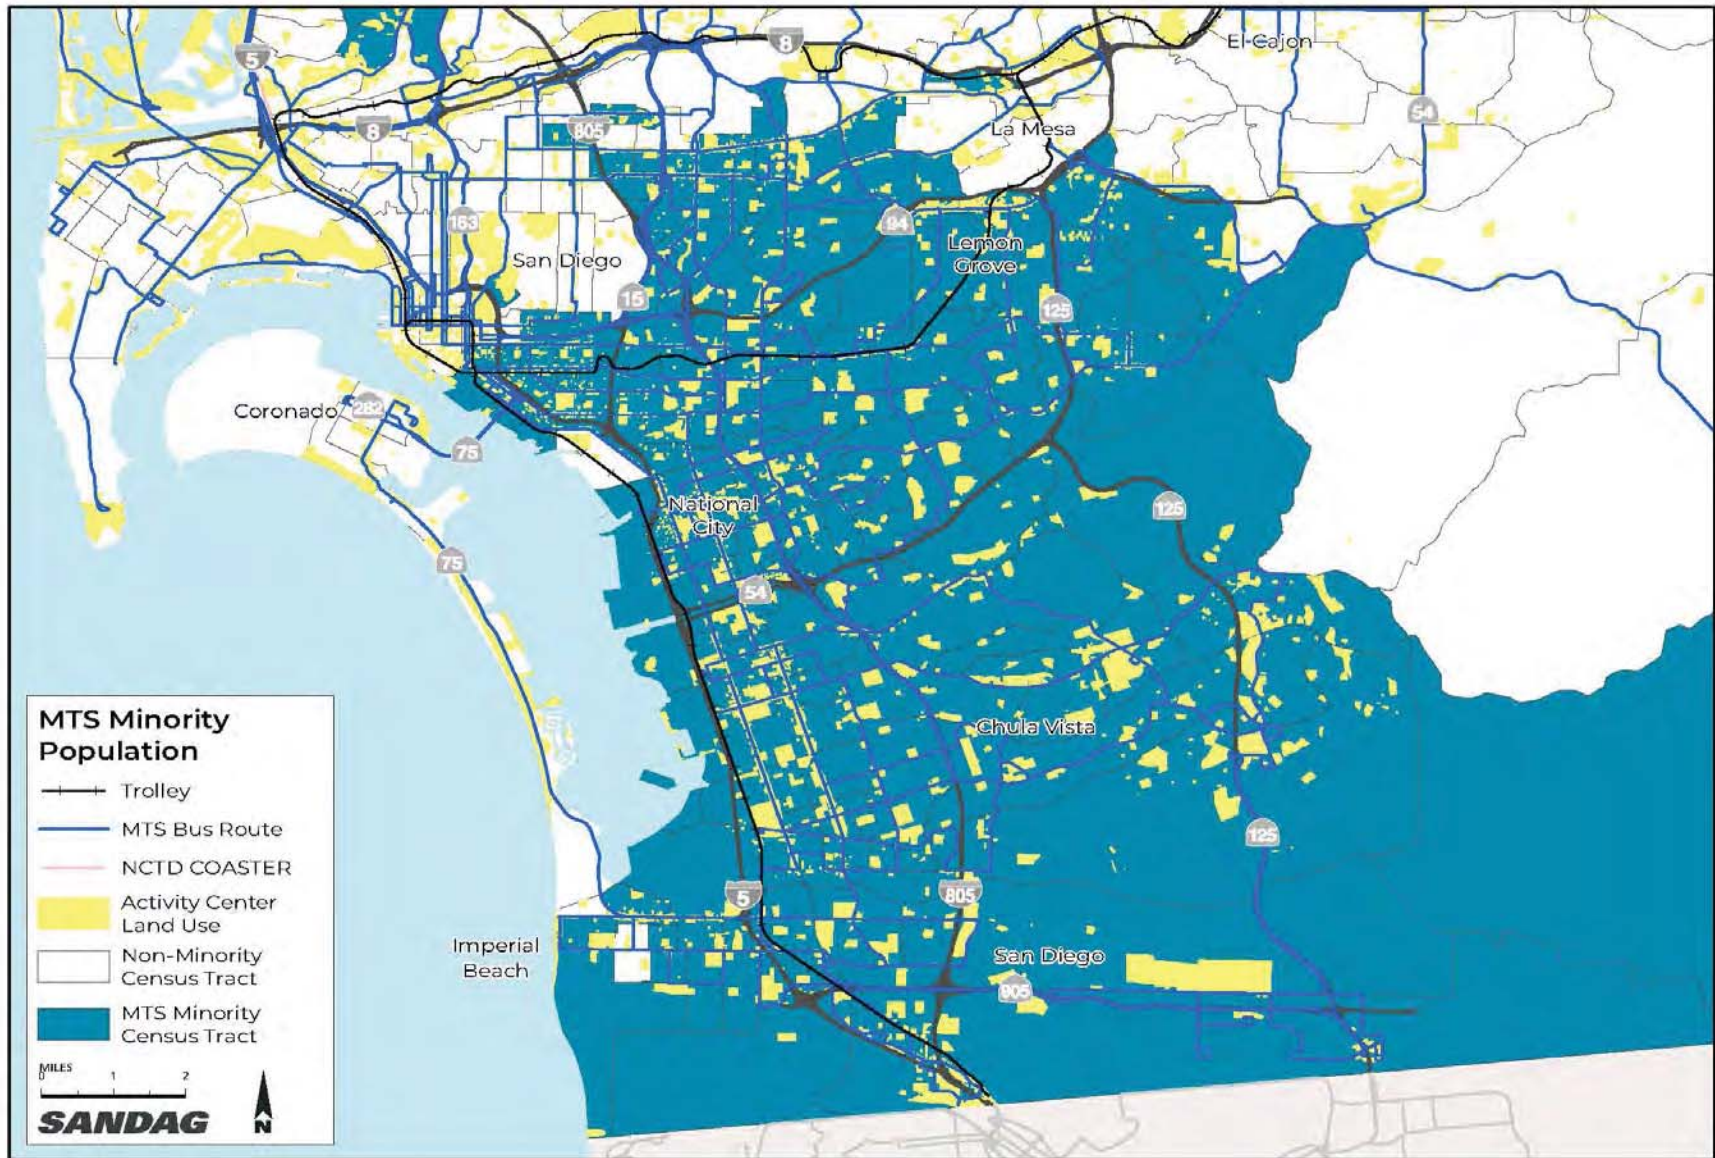 5
8
El Cajon
54
8
805
La Mesa
163
94
San Diego
Lemon
Grove
15
125
Coronado
282
75
National
City
125
75
54
MTS Minority
Population
Trolley
MTS Bus Route
NCTD COASTER
Activity Center
Land Use
Non-Minority
Census Tract
MTS Minority
Census Tract
MILES
0 1 2
SANDAG
N
Chula Vista
125
5
805
Imperial
Beach
San Diego
905